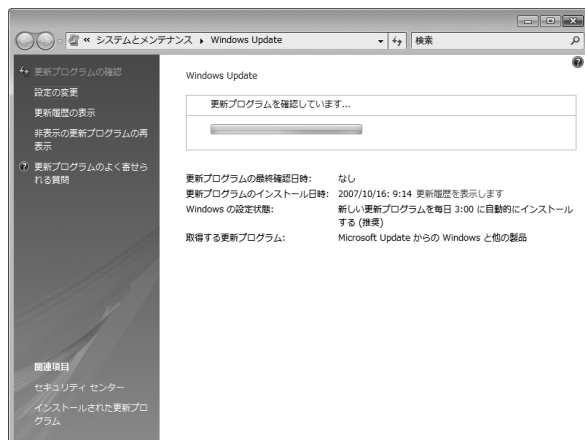 « システムとメンテナンス ▸ Windows Update
検索
更新プログラムの確認
設定の変更
更新履歴の表示
非表示の更新プログラムの再
表示
更新プログラムのよく寄せら
れる質問
関連項目
セキュリティ センター
インストールされた更新プロ
グラム
Windows Update
更新プログラムを確認しています...
更新プログラムの最終確認日時: なし
更新プログラムのインストール日時: 2007/10/16: 9:14 更新履歴を表示します
Windows の設定状態: 新しい更新プログラムを毎日 3:00 に自動的にインストール
する (推奨)
取得する更新プログラム: Microsoft Update からの Windows と他の製品